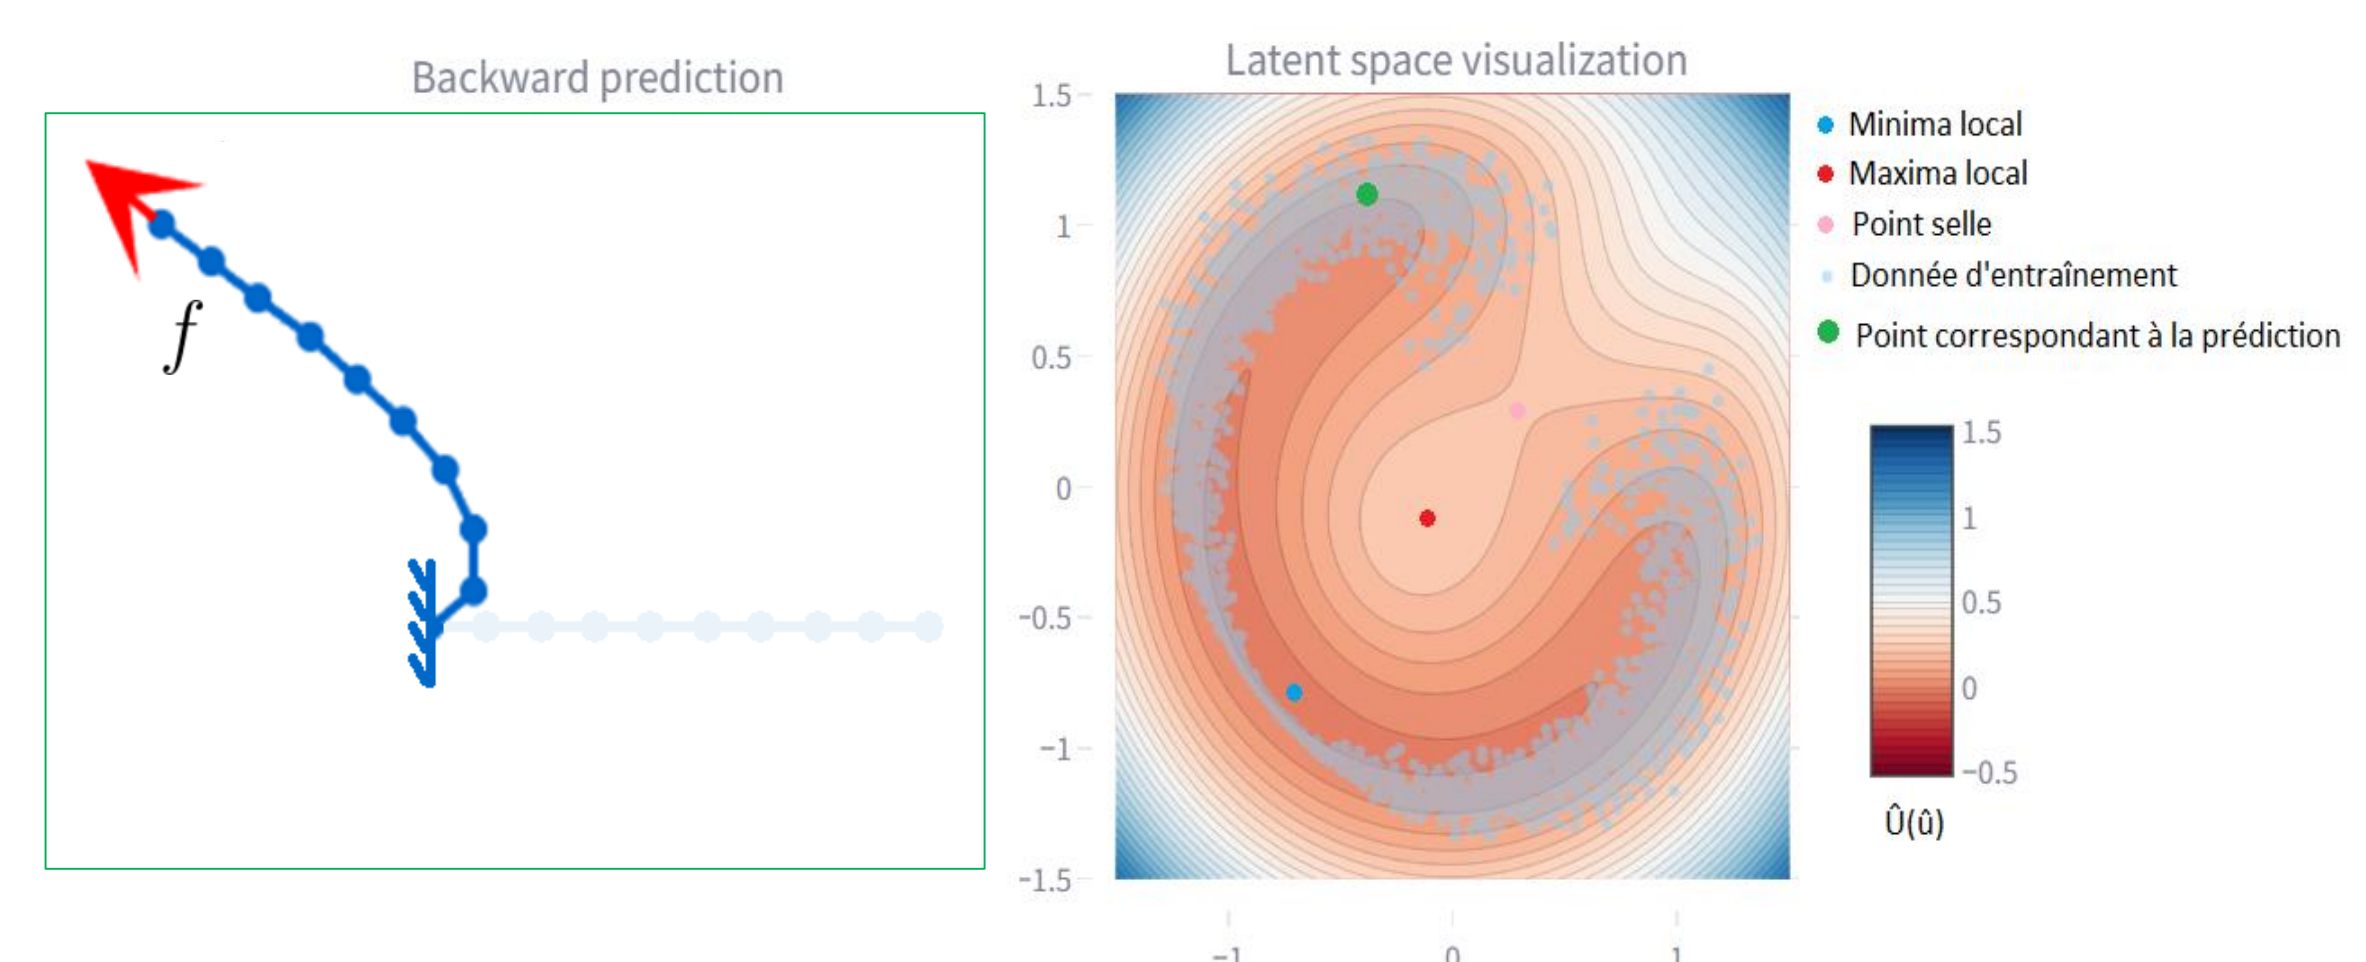 Backward prediction
f
Latent space visualization
1.5
1
0.5
0
−0.5
−1
−1.5
−1
0
1
Minima local
Maxima local
Point selle
Donnée d'entraînement
Point correspondant à la prédiction
1.5
1
0.5
0
−0.5
Û(û)